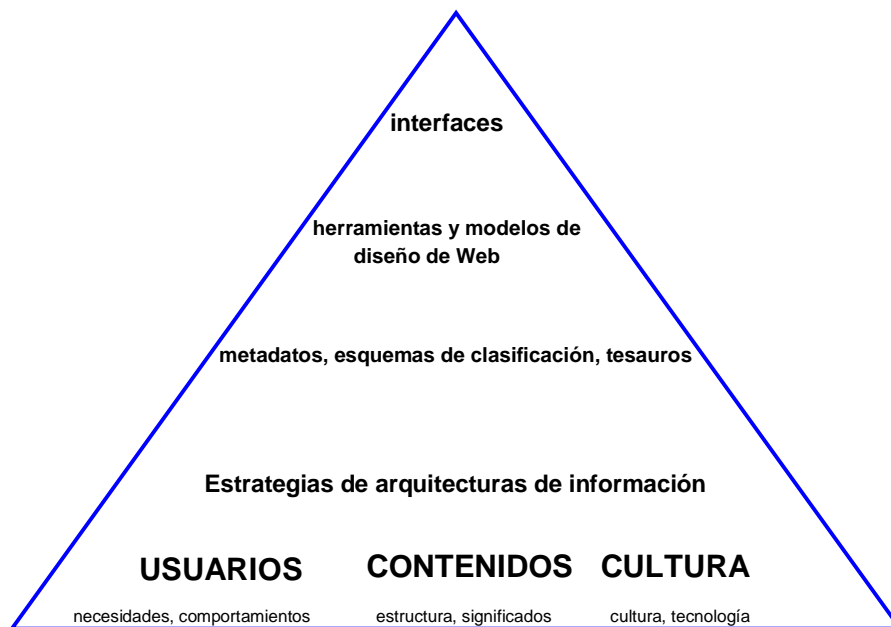 interfaces
herramientas y modelos de
diseño de Web
metadatos, esquemas de clasificación, tesauros
Estrategias de arquitecturas de información
USUARIOS CONTENIDOS CULTURA
necesidades, comportamientos estructura, significados cultura, tecnología